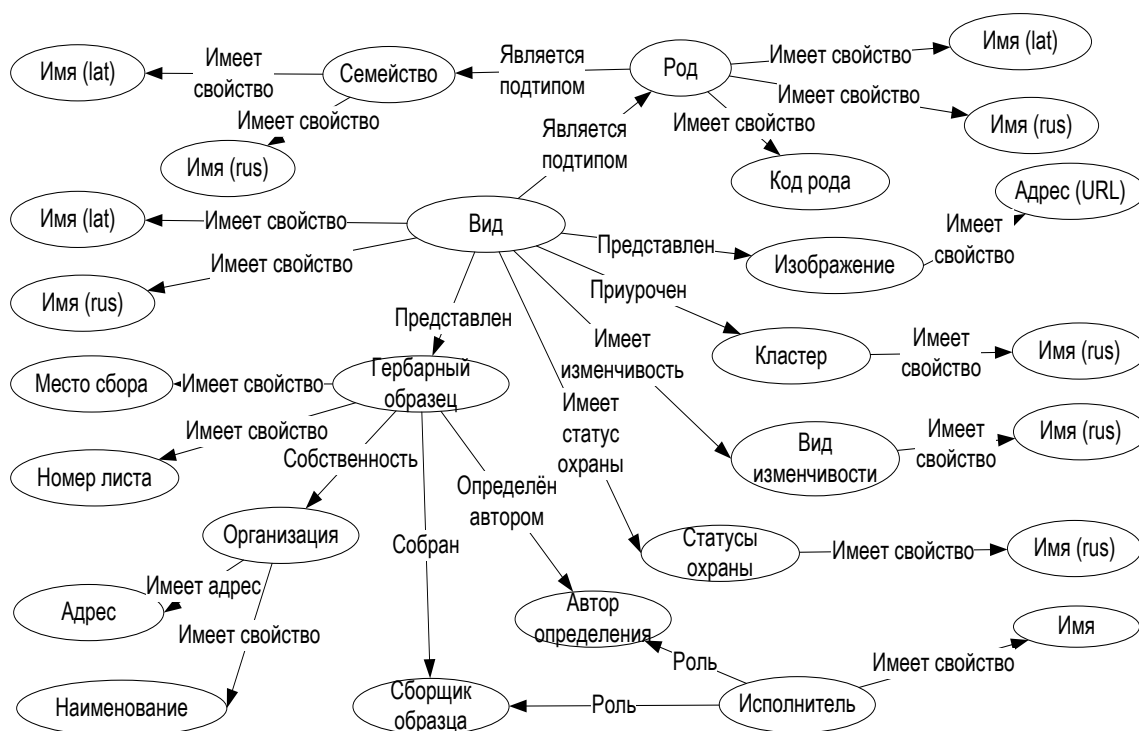 Имя (lat)
Имеет
свойство
Семейство
Является
подтипом
Род
Имеет свойство
Имя (lat)
Имеет свойство
Имя (rus)
Имеет свойство
Имя (rus)
Является
подтипом
Имеет свойство
Код рода
Адрес (URL)
Имя (lat)
Имеет свойство
Вид
Представлен
Изображение
Имеет
свойство
Имеет свойство
Имя (rus)
Приурочен
Кластер
Имеет
свойство
Имя (rus)
Представлен
Имеет
изменчивость
Место сбора
Имеет свойство
Гербарный
образец
Имеет
статус
охраны
Вид
изменчивости
Имеет
свойство
Имя (rus)
Имеет свойство
Номер листа
Собственность
Определён
автором
Организация
Собран
Статусы
охраны
Имеет свойство
Имя (rus)
Имеет адрес
Адрес
Имеет свойство
Автор
определения
Имя
Роль
Имеет свойство
Наименование
Сборщик
образца
Роль
Исполнитель